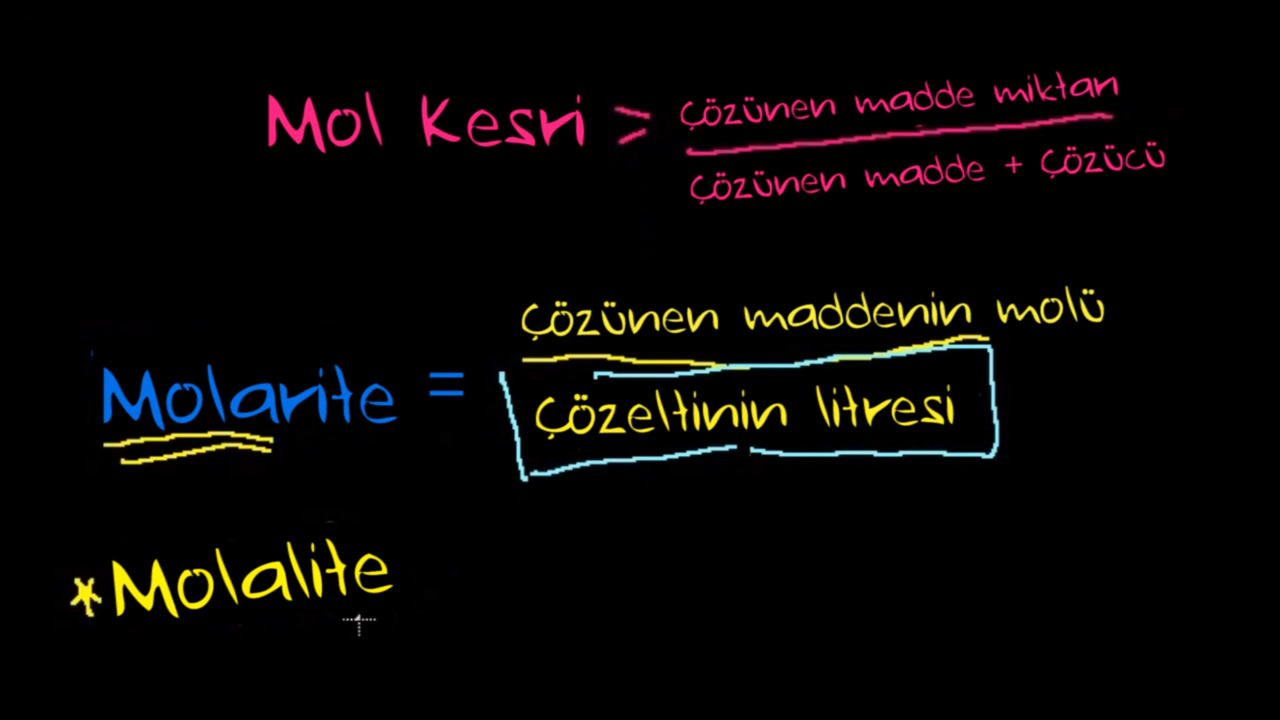 Mol Kesri > çözünen madde miktarı
çözünen madde + çözücü
çözünen maddenin molü
Molarite =
çözeltinin litresi
*Molalite